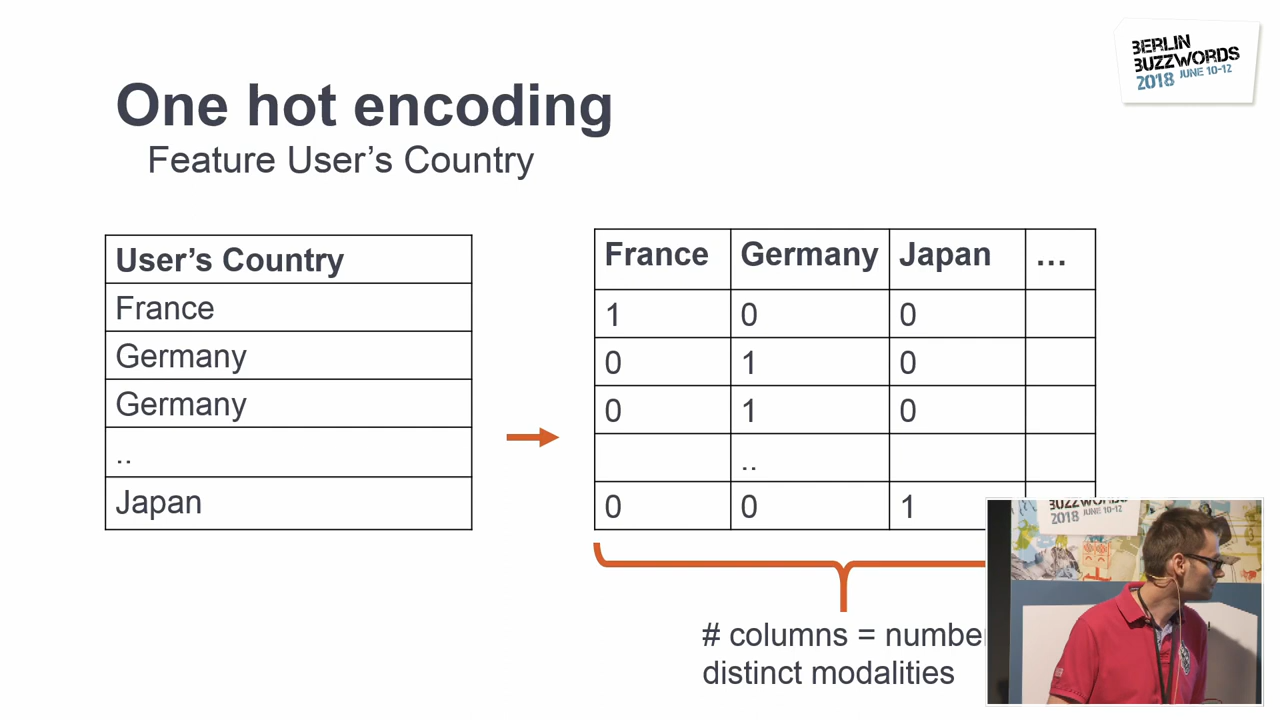 BERLIN
BUZZWORDS
2018 JUNE 10-12
One hot encoding
Feature User's Country
User's Country
France
Germany
Germany
..
Japan
France Germany Japan …
1 0 0
0 1 0
0 1 0
..
0 0 1
# columns = number
distinct modalities
BUZZWORDS
2018 JUNE 10-12